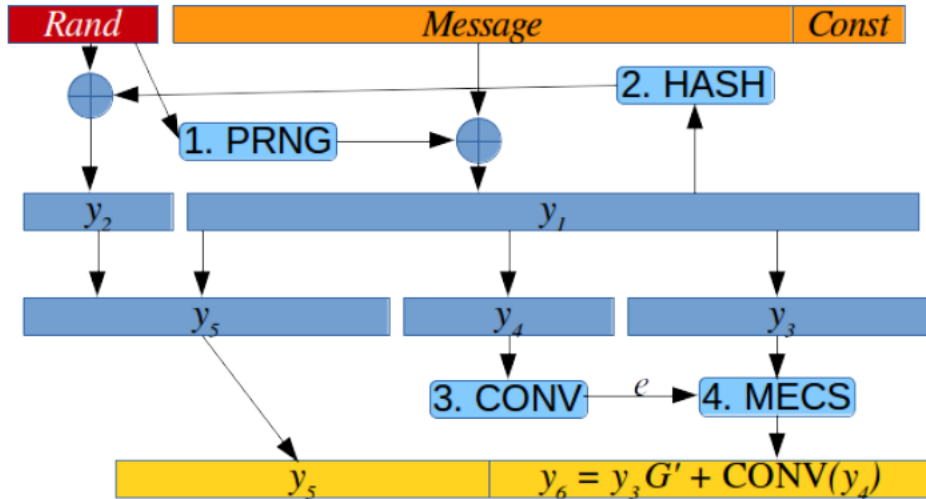 Rand Message Const
2. HASH
1. PRNG
y₂ y₁
y₅ y₄ y₃
3. CONV e 4. MECS
y₅ y₆ = y₃G' + CONV(y₄)